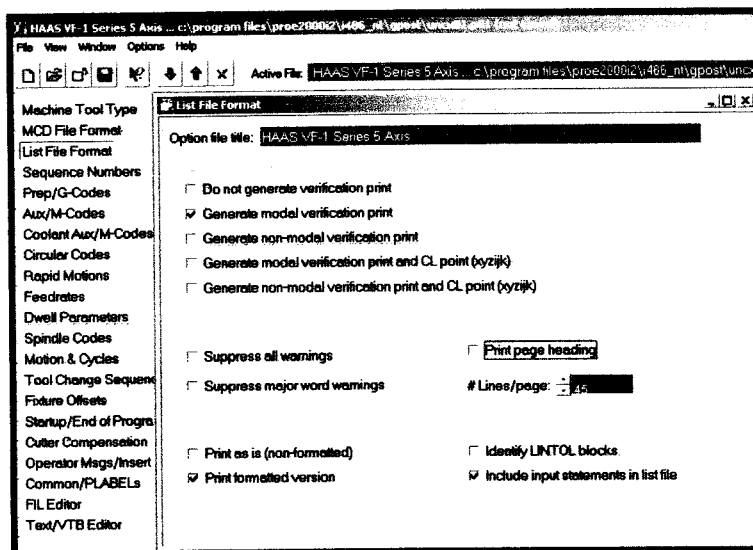 HAAS VF-1 Series 5 Axis ... c:\program files\proe2000i2\i486_nt\gpost\
File View Window Options Help
Active File: HAAS VF-1 Series 5 Axis ... c:\program files\proe2000i2\i486_nt\gpost\uncx
Machine Tool Type
MCD File Format
List File Format
Sequence Numbers
Prep/G-Codes
Aux/M-Codes
Coolant Aux/M-Codes
Circular Codes
Rapid Motions
Feedrates
Dwell Parameters
Spindle Codes
Motion & Cycles
Tool Change Sequen
Fixture Offsets
Startup/End of Progra
Cutter Compensation
Operator Msgs/Insert
Common/PLABELs
FIL Editor
Text/VTB Editor
List File Format
Option file title: HAAS VF-1 Series 5 Axis
Do not generate verification print
Generate modal verification print
Generate non-modal verification print
Generate modal verification print and CL point (xyzijk)
Generate non-modal verification print and CL point (xyzijk)
Suppress all warnings
Print page heading
Suppress major word warnings
# Lines/page: 45
Print as is (non-formatted)
Identify LINTOL blocks
Print formatted version
Include input statements in list file